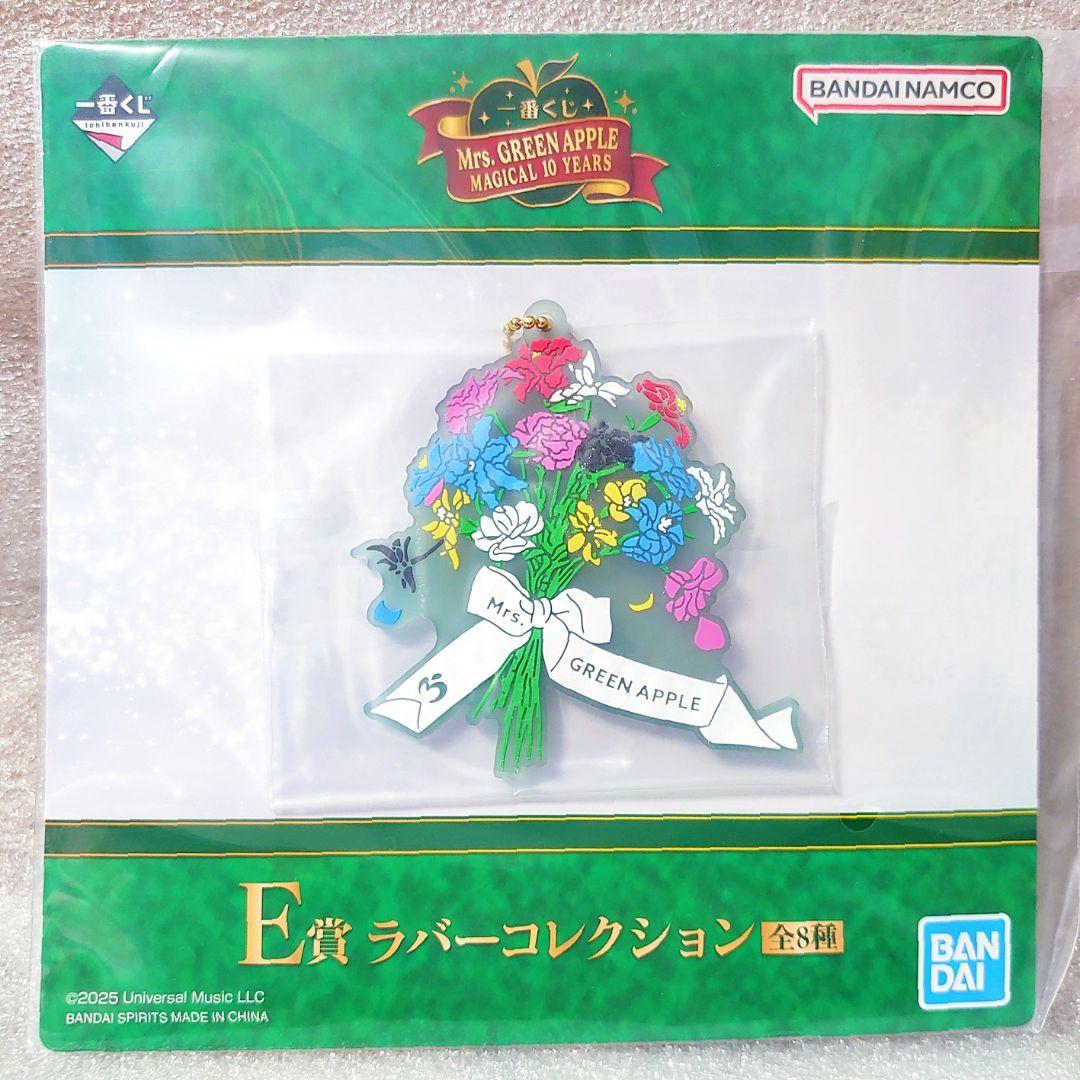 一番くじ
ichibankuji
一番くじ
Mrs. GREEN APPLE
MAGICAL 10 YEARS
BANDAI NAMCO
Mrs.
GREEN APPLE
E賞 ラバーコレクション 全8種
©2025 Universal Music LLC
BANDAI SPIRITS MADE IN CHINA
BAN
DAI